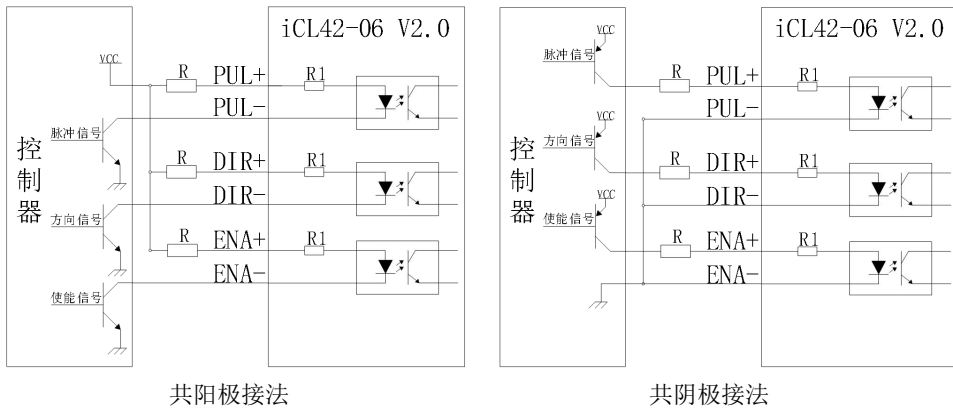 iCL42-06 V2.0
VCC
R
PUL+
R1
PUL-
脉冲信号
控制器
R
DIR+
R1
DIR-
方向信号
R
ENA+
R1
ENA-
使能信号
共阳极接法
iCL42-06 V2.0
VCC
脉冲信号
R
PUL+
R1
PUL-
VCC
方向信号
控制器
R
DIR+
R1
DIR-
VCC
使能信号
R
ENA+
R1
ENA-
共阴极接法